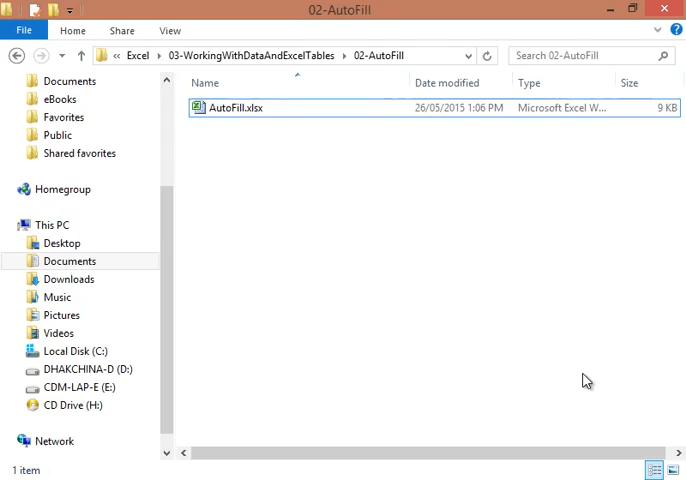 02-AutoFill
File Home Share View
Excel 03-WorkingWithDataAndExcelTables 02-AutoFill Search 02-AutoFill
Name Date modified Type Size
AutoFill.xlsx 26/05/2015 1:06 PM Microsoft Excel W... 9 KB
Documents
eBooks
Favorites
Public
Shared favorites
Homegroup
This PC
Desktop
Documents
Downloads
Music
Pictures
Videos
Local Disk (C:)
DHAKCHINA-D (D:)
CDM-LAP-E (E:)
CD Drive (H:)
Network
1 item